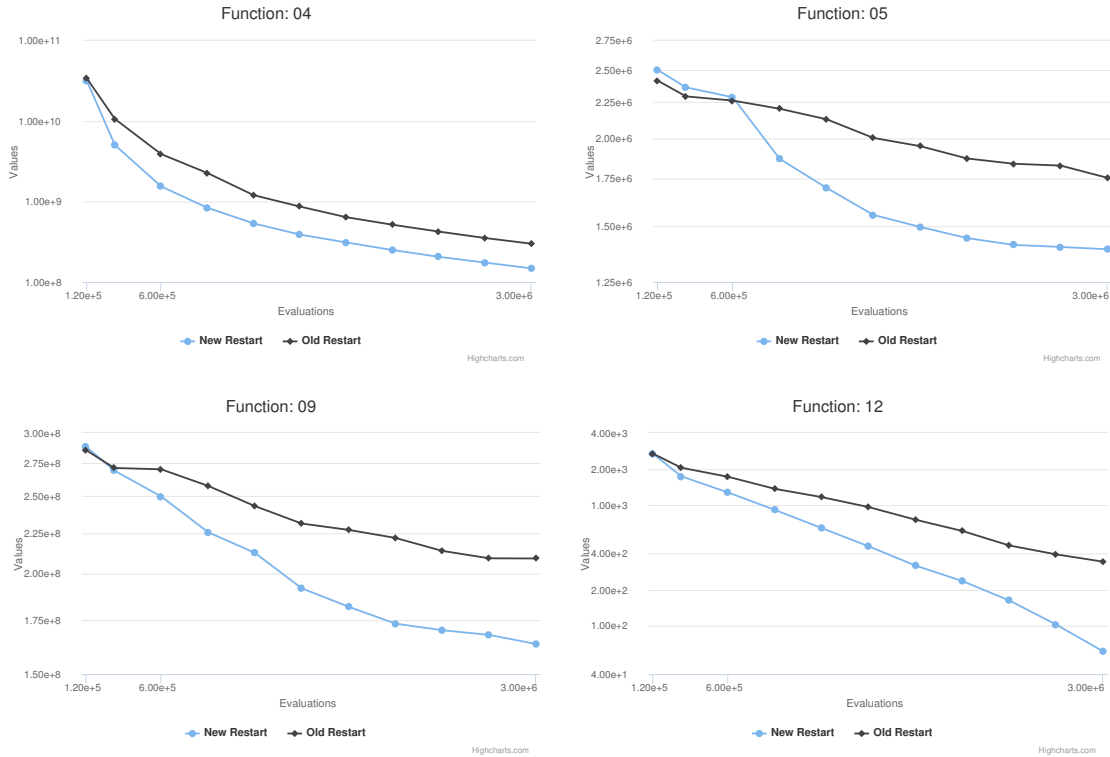 Function: 04
1.00e+11
1.00e+10
1.00e+9
1.00e+8
Values
1.20e+5
6.00e+5
3.00e+6
Evaluations
New Restart
Old Restart
Highcharts.com
Function: 05
2.75e+6
2.50e+6
2.25e+6
2.00e+6
1.75e+6
1.50e+6
1.25e+6
Values
1.20e+5
6.00e+5
3.00e+6
Evaluations
New Restart
Old Restart
Highcharts.com
Function: 09
3.00e+8
2.75e+8
2.50e+8
2.25e+8
2.00e+8
1.75e+8
1.50e+8
Values
1.20e+5
6.00e+5
3.00e+6
Evaluations
New Restart
Old Restart
Highcharts.com
Function: 12
4.00e+3
2.00e+3
1.00e+3
4.00e+2
2.00e+2
1.00e+2
4.00e+1
Values
1.20e+5
6.00e+5
3.00e+6
Evaluations
New Restart
Old Restart
Highcharts.com